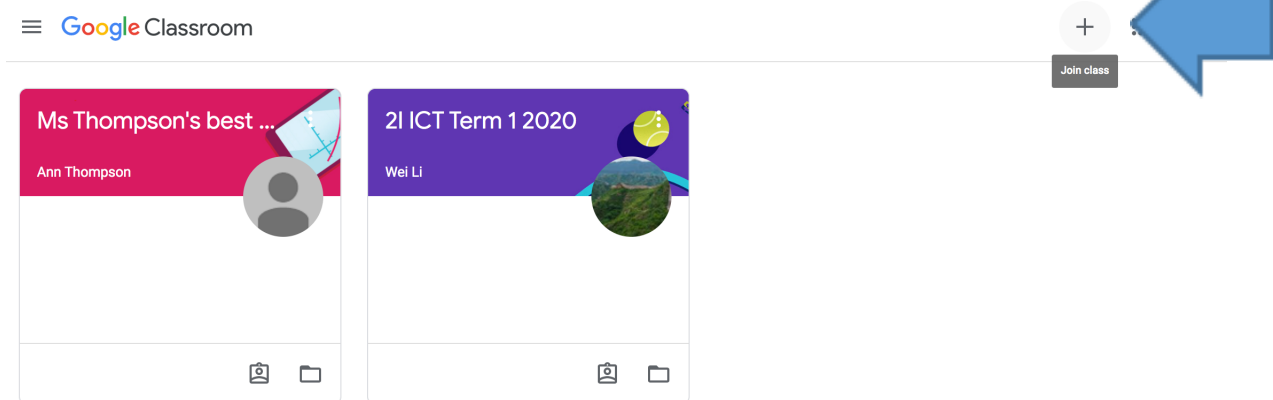 Google Classroom
Join class
Ms Thompson's best ...
Ann Thompson
2I ICT Term 1 2020
Wei Li